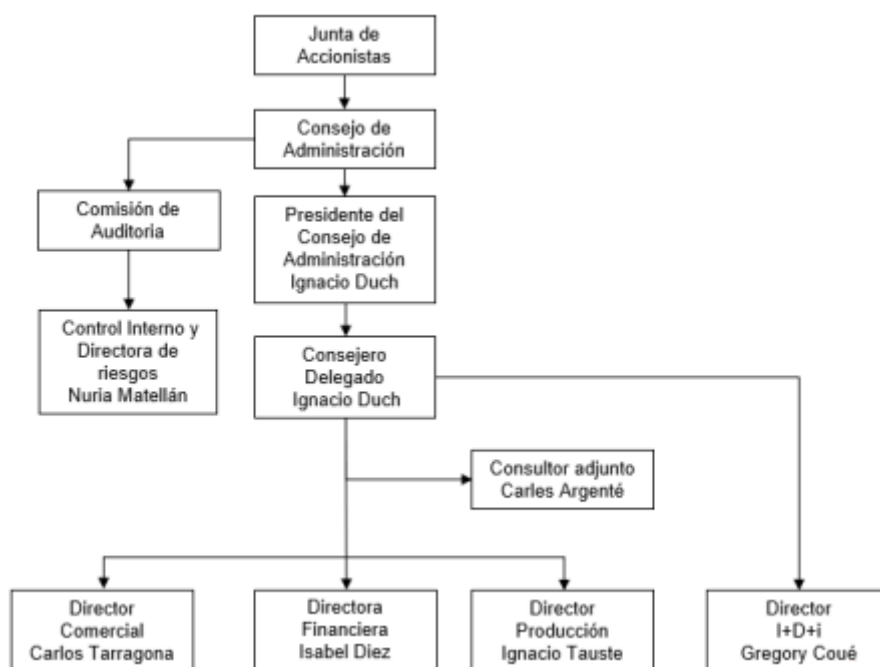 Junta de
Accionistas
Consejo de
Administración
Comisión de
Auditoria
Presidente del
Consejo de
Administración
Ignacio Duch
Control Interno y
Directora de
riesgos
Nuria Matellán
Consejero
Delegado
Ignacio Duch
Consultor adjunto
Carles Argenté
Director
Comercial
Carlos Tarragona
Directora
Financiera
Isabel Diez
Director
Producción
Ignacio Tauste
Director
I+D+i
Gregory Coué